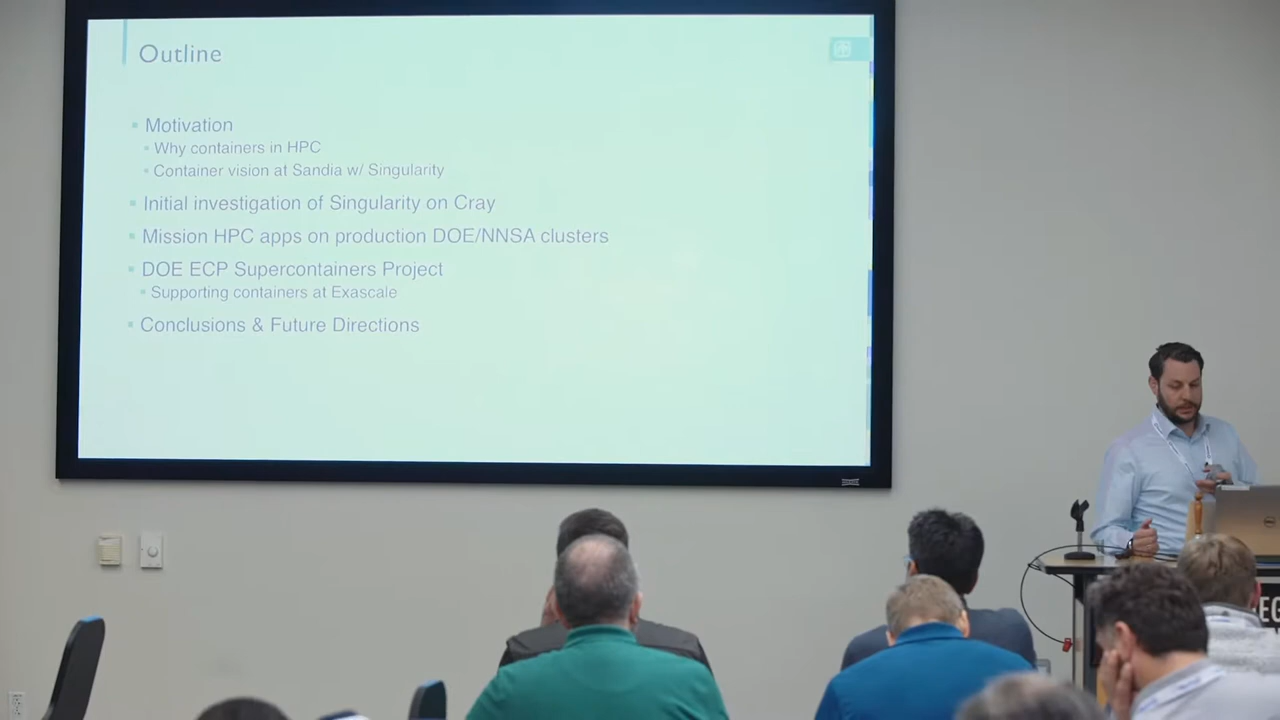 Outline
Motivation
Why containers in HPC
Container vision at Sandia w/ Singularity
Initial investigation of Singularity on Cray
Mission HPC apps on production DOE/NNSA clusters
DOE ECP Supercontainers Project
Supporting containers at Exascale
Conclusions & Future Directions